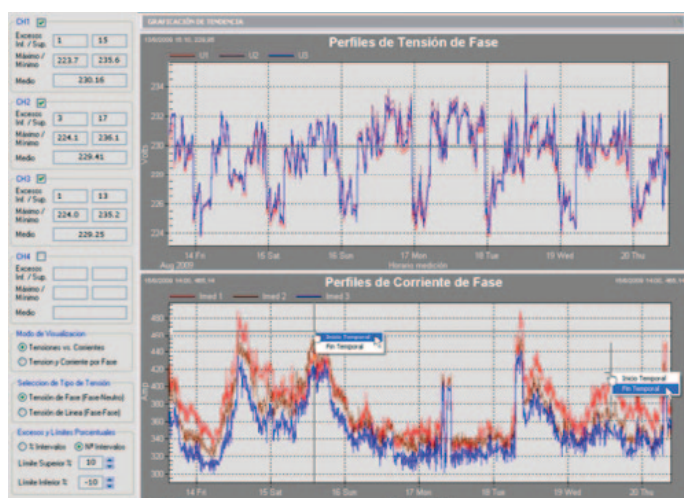 CH1
Excesos
Inf. / Sup.
1
15
Máximo /
Mínimo
223.7
235.6
Medio
230.16
CH2
Excesos
Inf. / Sup.
3
17
Máximo /
Mínimo
224.1
236.1
Medio
229.41
CH3
Excesos
Inf. / Sup.
1
13
Máximo /
Mínimo
224.0
235.2
Medio
229.25
CH4
Excesos
Inf. / Sup.
Máximo /
Mínimo
Medio
Modo de Visualizacion
Tensiones vs. Corrientes
Tension y Corriente por Fase
Seleccion de Tipo de Tensión
Tensión de Fase (Fase-Neutro)
Tensión de Linea (Fase-Fase)
Excesos y Límites Porcentuales
% Intervalos
Nº Intervalos
Límite Superior %
10
Límite Inferior %
-10
GRAFICACIÓN DE TENDENCIA
Perfiles de Tensión de Fase
U1
U2
U3
234
232
230
228
226
224
Volts
14 Fri
15 Sat
16 Sun
17 Mon
18 Tue
19 Wed
20 Thu
Aug 2009
Horario medición
Perfiles de Corriente de Fase
Imed 1
Imed 2
Imed 3
480
460
440
420
400
380
360
340
320
300
Amp
Inicio Temporal
Fin Temporal
Inicio Temporal
Fin Temporal
14 Fri
15 Sat
16 Sun
17 Mon
18 Tue
19 Wed
20 Thu